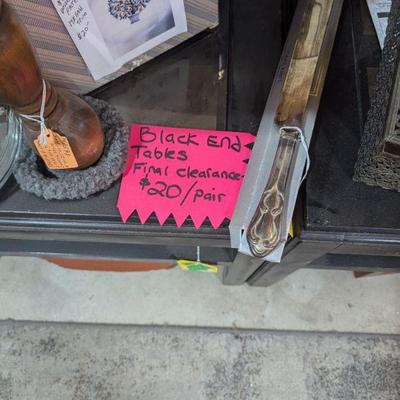 Black End
Tables
Final Clearance
$20/pair